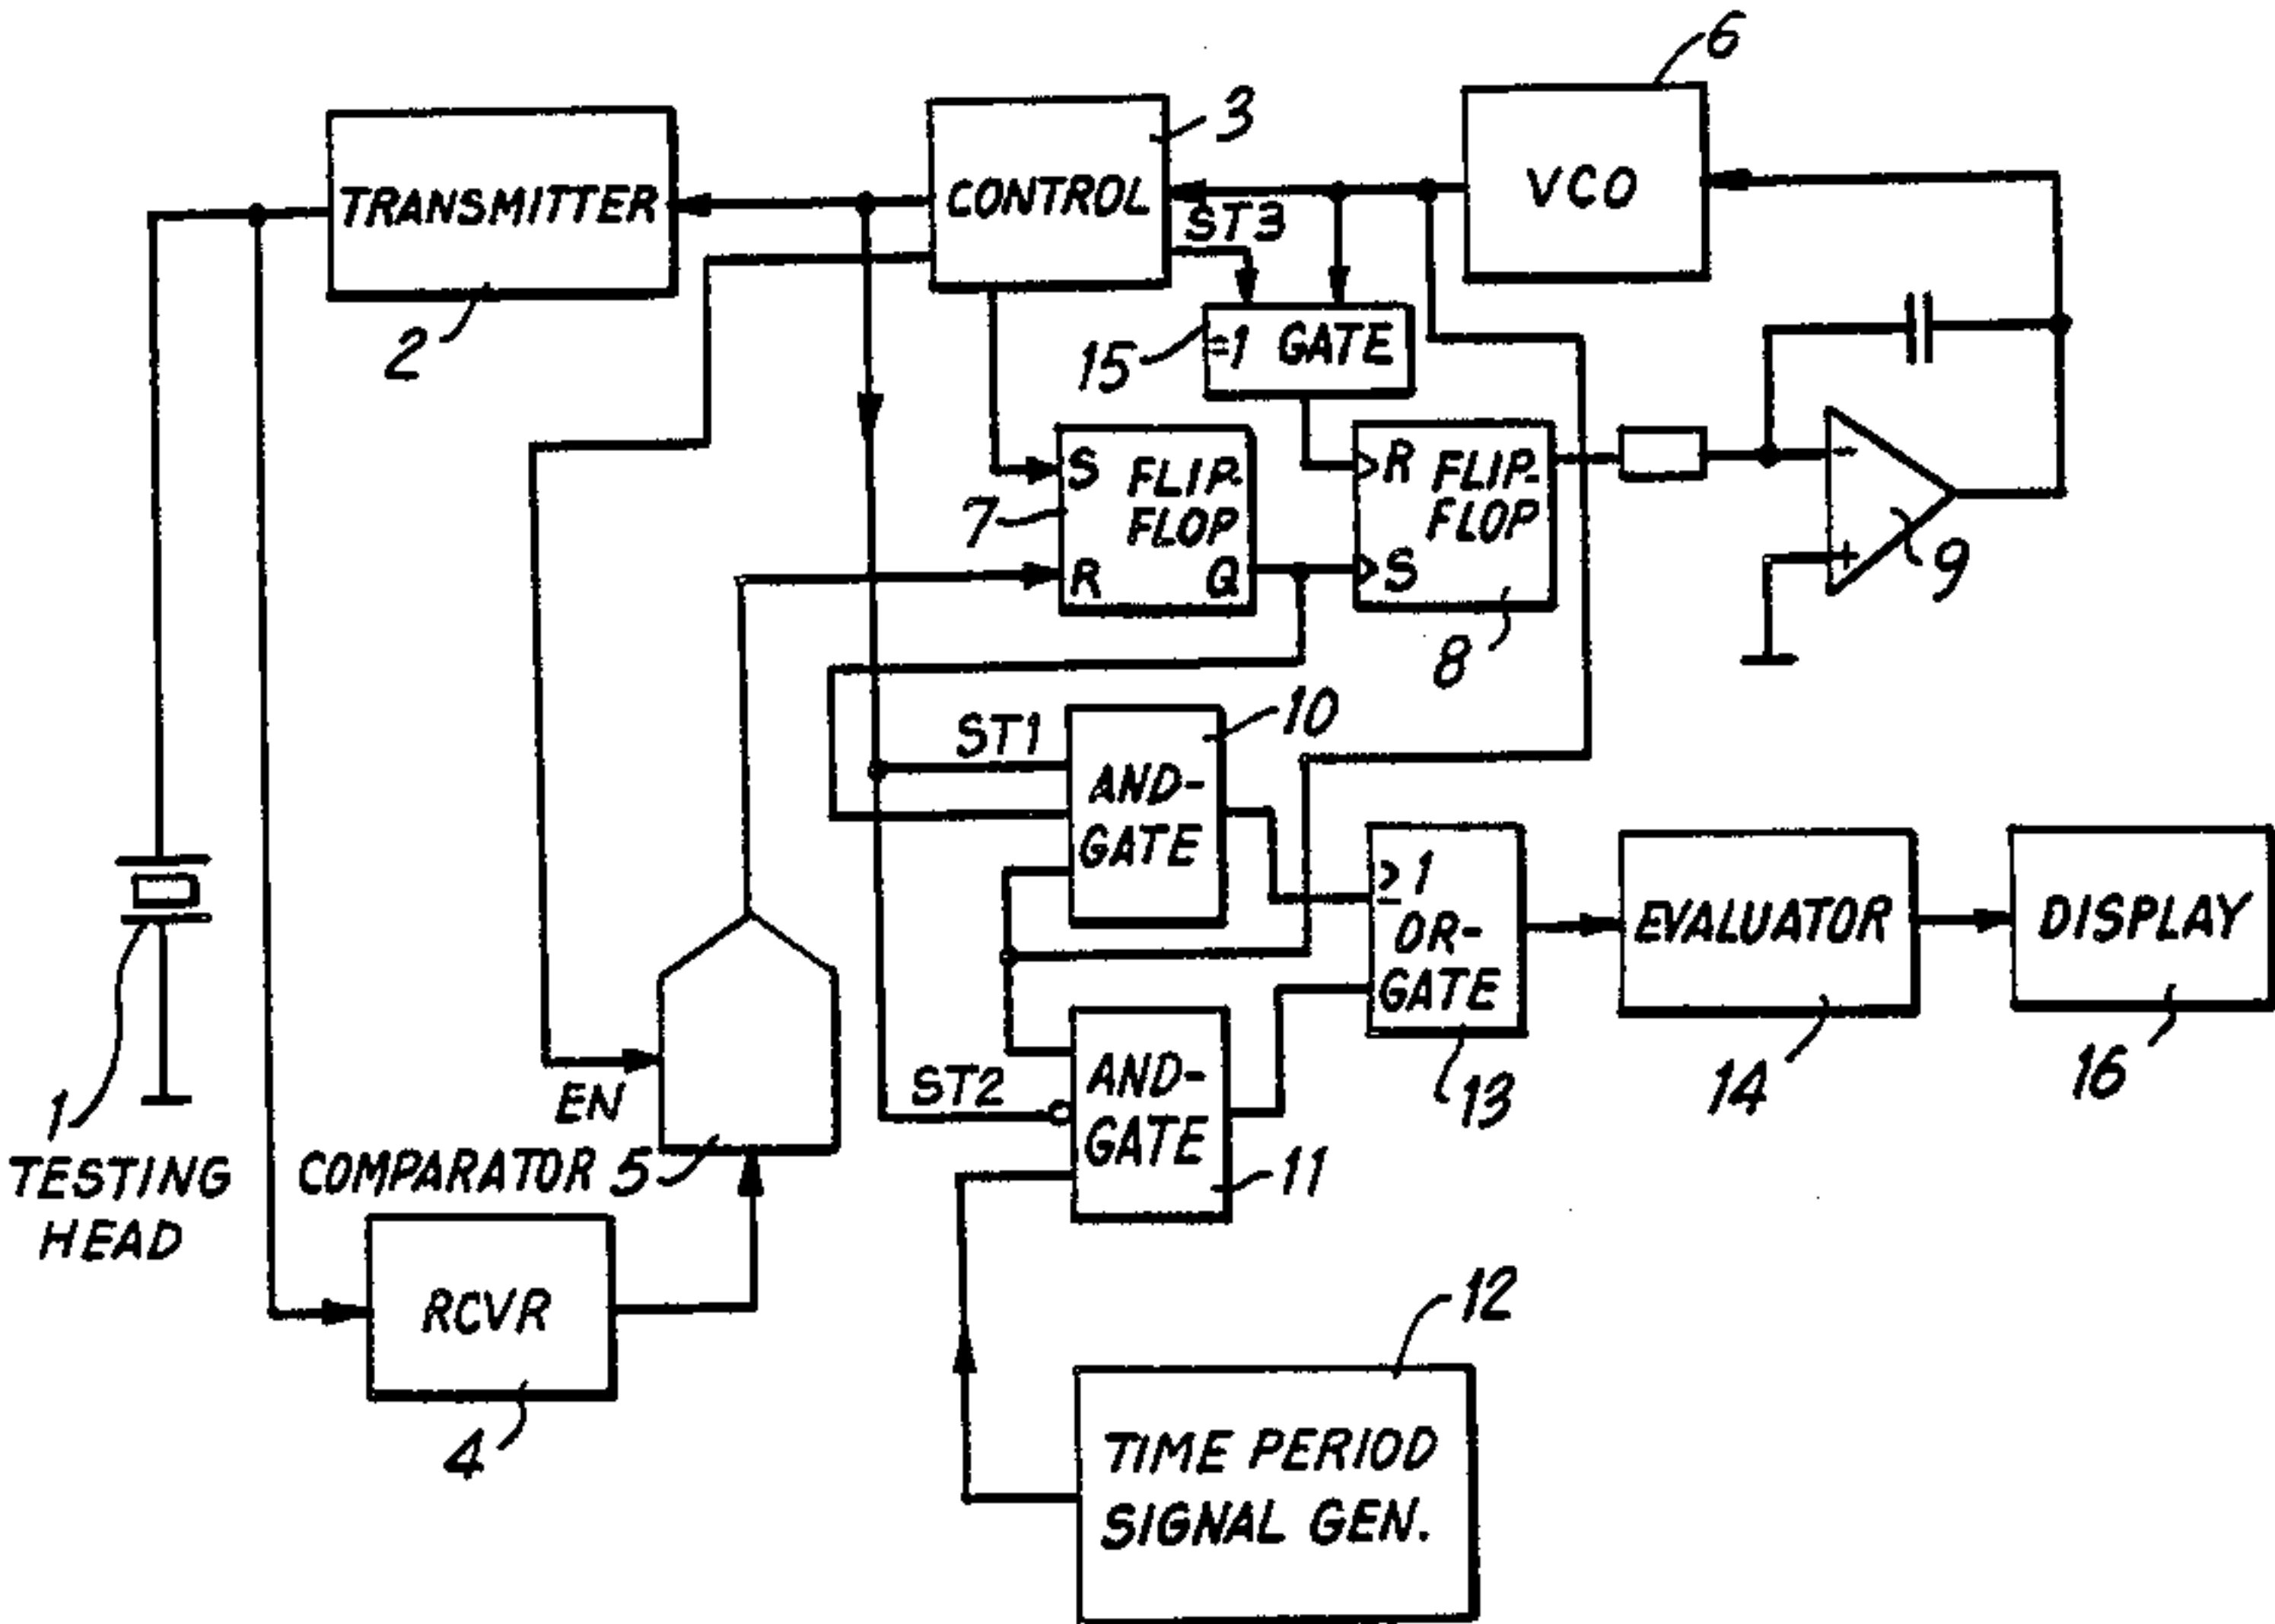 6
3
TRANSMITTER
CONTROL
VCO
ST3
2
15
=1 GATE
S FLIP-
FLOP
7
R Q
R FLIP-
FLOP
S
8
-
+
9
10
ST1
AND-
GATE
≥1
OR-
GATE
13
EVALUATOR
14
DISPLAY
16
1
TESTING
HEAD
EN
COMPARATOR 5
ST2
AND-
GATE
11
RCVR
4
12
TIME PERIOD
SIGNAL GEN.